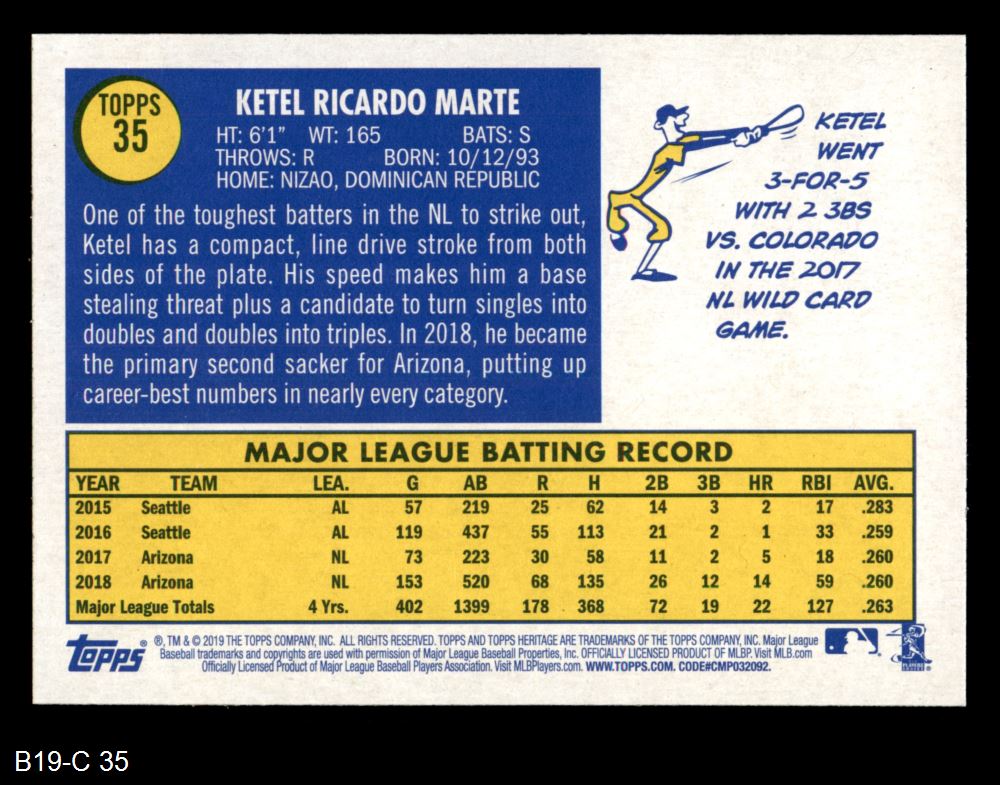 TOPPS
35
KETEL RICARDO MARTE
HT: 6'1" WT: 165 BATS: S
THROWS: R BORN: 10/12/93
HOME: NIZAO, DOMINICAN REPUBLIC
One of the toughest batters in the NL to strike out,
Ketel has a compact, line drive stroke from both
sides of the plate. His speed makes him a base
stealing threat plus a candidate to turn singles into
doubles and doubles into triples. In 2018, he became
the primary second sacker for Arizona, putting up
career-best numbers in nearly every category.
KETEL
WENT
3-FOR-5
WITH 2 3BS
VS. COLORADO
IN THE 2017
NL WILD CARD
GAME.
MAJOR LEAGUE BATTING RECORD
YEAR TEAM LEA. G AB R H 2B 3B HR RBI AVG.
2015 Seattle AL 57 219 25 62 14 3 2 17 .283
2016 Seattle AL 119 437 55 113 21 2 1 33 .259
2017 Arizona NL 73 223 30 58 11 2 5 18 .260
2018 Arizona NL 153 520 68 135 26 12 14 59 .260
Major League Totals 4 Yrs. 402 1399 178 368 72 19 22 127 .263
Topps ®
®, TM & © 2019 THE TOPPS COMPANY, INC. ALL RIGHTS RESERVED. TOPPS AND TOPPS HERITAGE ARE TRADEMARKS OF THE TOPPS COMPANY, INC. Major League
Baseball trademarks and copyrights are used with permission of Major League Baseball Properties, Inc. OFFICIALLY LICENSED PRODUCT OF MLBP. Visit MLB.com
Officially Licensed Product of Major League Baseball Players Association. Visit MLBPlayers.com. WWW.TOPPS.COM. CODE#CMP032092.
B19-C 35